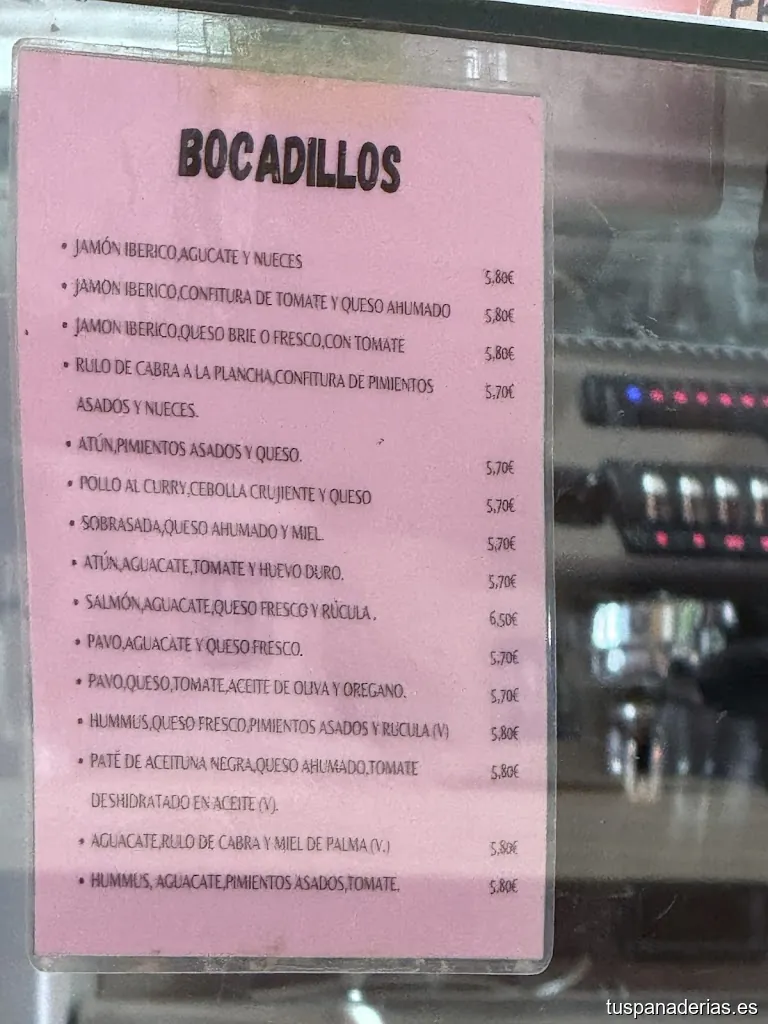 BOCADILLOS
• JAMÓN IBERICO,AGUCATE Y NUECES 5,80€
• JAMON IBERICO,CONFITURA DE TOMATE Y QUESO AHUMADO 5,80€
• JAMON IBERICO,QUESO BRIE O FRESCO,CON TOMATE 5,80€
• RULO DE CABRA A LA PLANCHA,CONFITURA DE PIMIENTOS 5,70€
ASADOS Y NUECES.
• ATÚN,PIMIENTOS ASADOS Y QUESO. 5,70€
• POLLO AL CURRY,CEBOLLA CRUJIENTE Y QUESO 5,70€
• SOBRASADA,QUESO AHUMADO Y MIEL. 5,70€
• ATÚN,AGUACATE,TOMATE Y HUEVO DURO. 5,70€
• SALMÓN,AGUACATE,QUESO FRESCO Y RÚCULA . 6,50€
• PAVO,AGUACATE Y QUESO FRESCO. 5,70€
• PAVO,QUESO,TOMATE,ACEITE DE OLIVA Y OREGANO. 5,70€
• HUMMUS,QUESO FRESCO,PIMIENTOS ASADOS Y RUCULA (V) 5,80€
• PATÉ DE ACEITUNA NEGRA,QUESO AHUMADO,TOMATE 5,80€
DESHIDRATADO EN ACEITE (V).
• AGUACATE,RULO DE CABRA Y MIEL DE PALMA (V.) 5,80€
• HUMMUS, AGUACATE,PIMIENTOS ASADOS,TOMATE. 5,80€
tuspanaderias.es